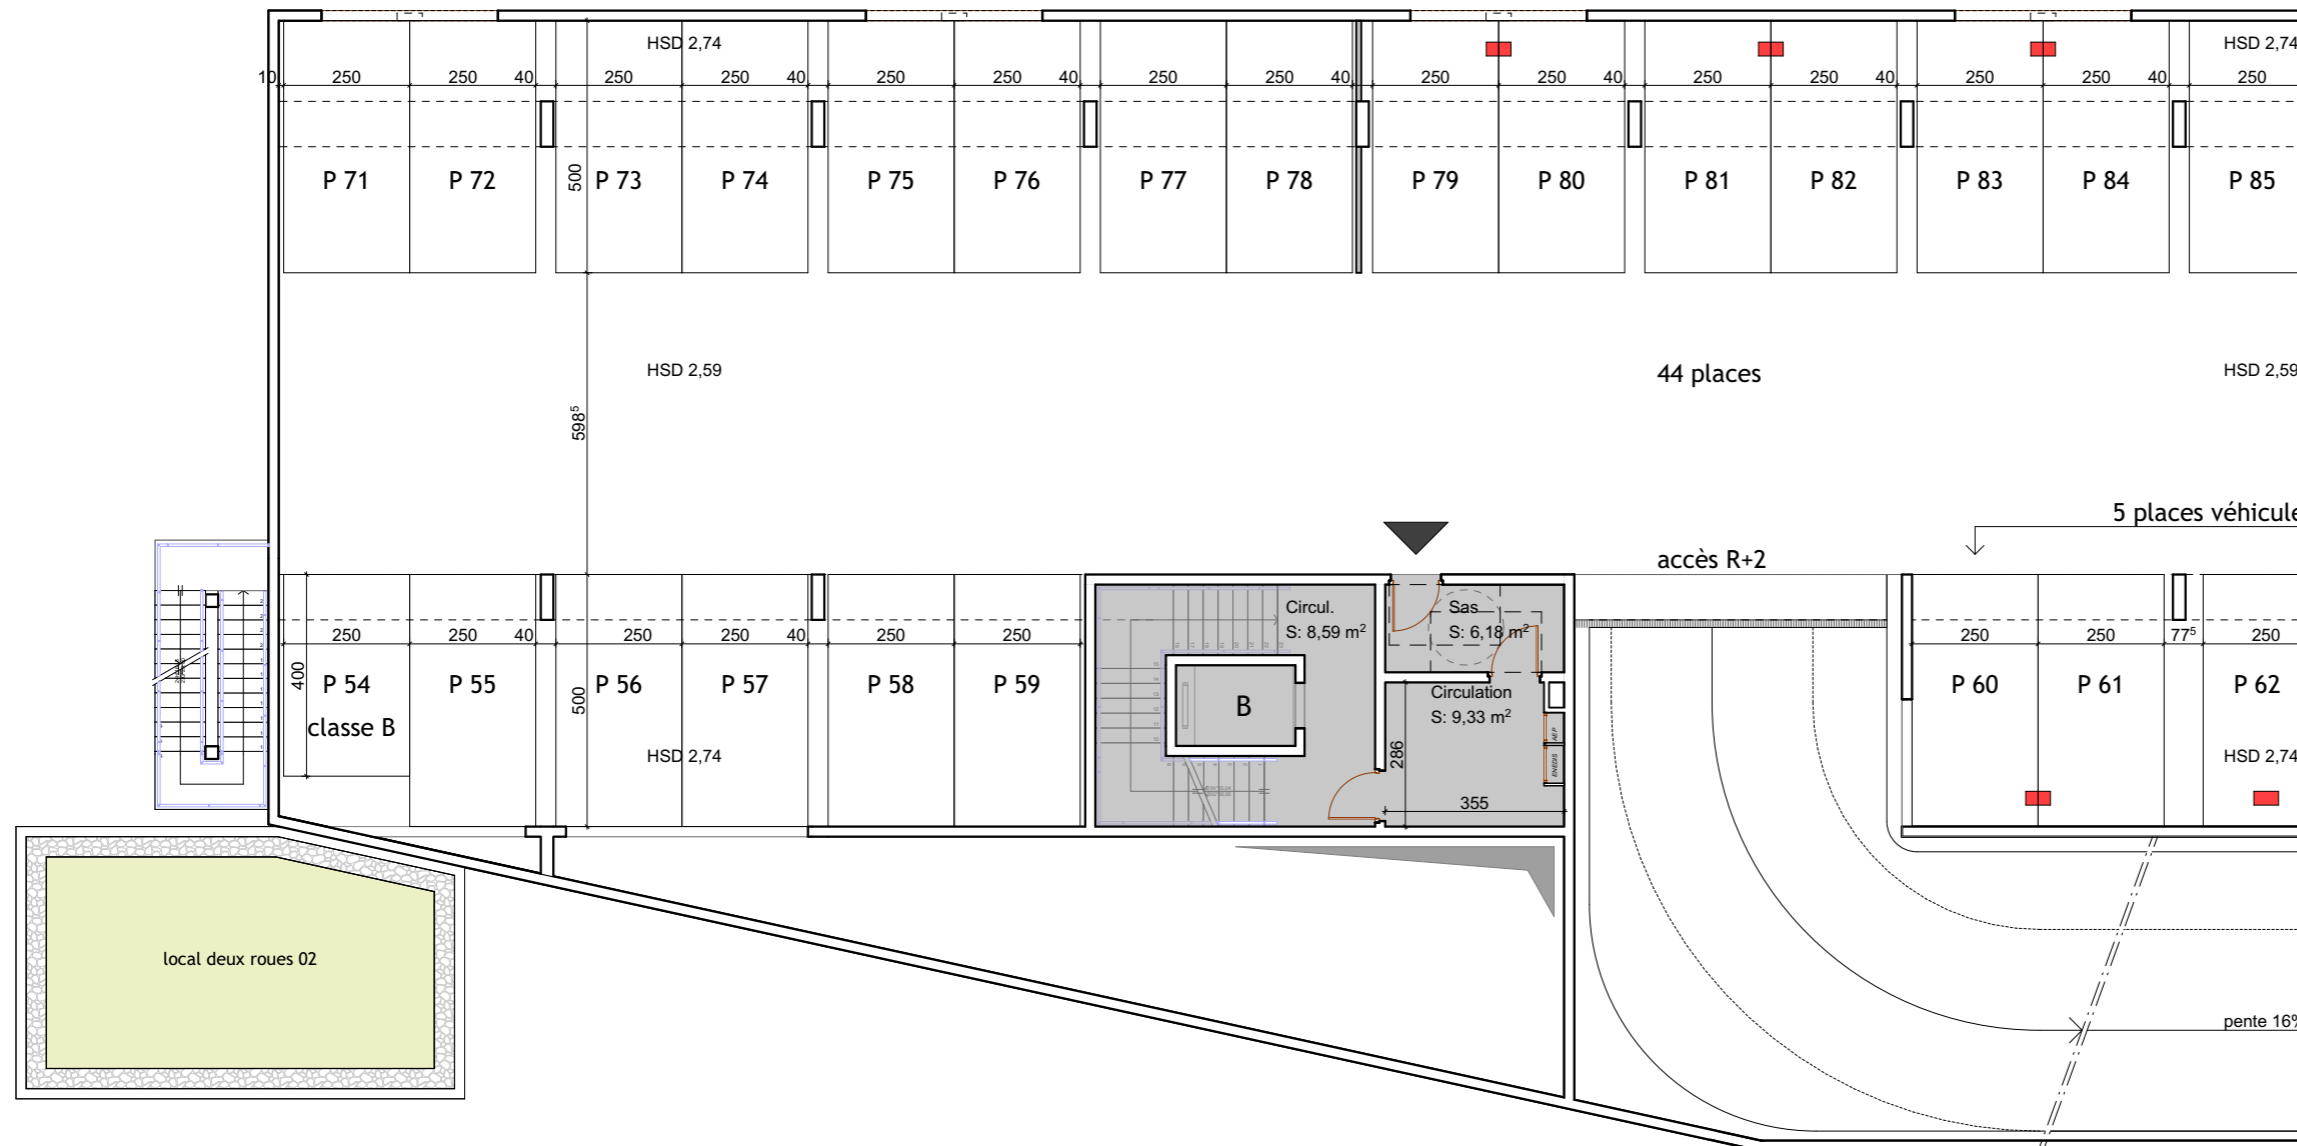 HSD 2,74
HSD 2,74
10 250 250 40 250 250 40 250 250 40 250 250 40 250 250 40 250 250 40 250 250 40 250
500
P 71 P 72 P 73 P 74 P 75 P 76 P 77 P 78 P 79 P 80 P 81 P 82 P 83 P 84 P 85
HSD 2,59
44 places
HSD 2,59
598⁵
5 places véhicule
accès R+2
Circul.
S: 8,59 m²
Sas
S: 6,18 m²
250 250 40 250 250 40 250 250
250 250 77⁵ 250
400
500
P 54 P 55 P 56 P 57 P 58 P 59
classe B
B
Circulation
S: 9,33 m²
P 60 P 61 P 62
HSD 2,74
HSD 2,74
286
AEP
ENEDIS
355
local deux roues 02
pente 16%